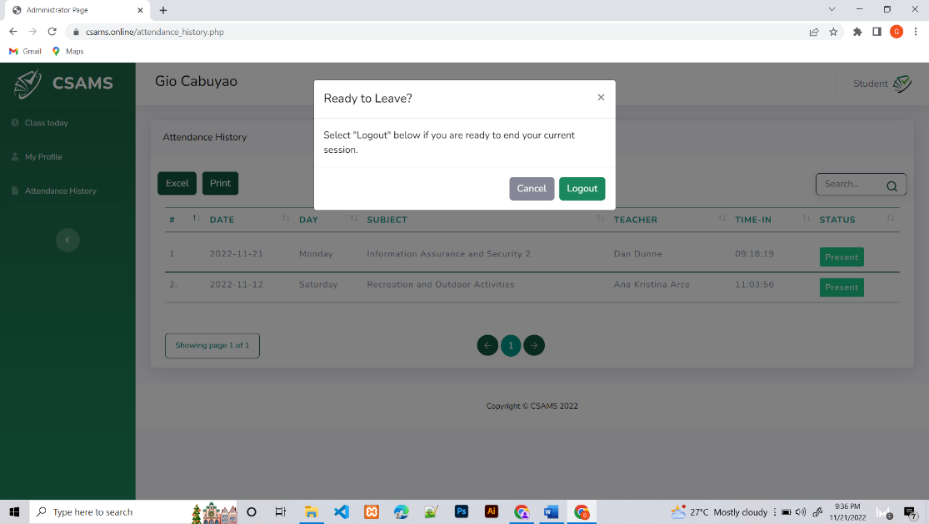 Administrator Page
csams.online/attendance_history.php
G
Gmail
Maps
CSAMS
Gio Cabuyao
Student
Class today
My Profile
Attendance History
Ready to Leave?
×
Select "Logout" below if you are ready to end your current
session.
Cancel
Logout
Attendance History
Excel
Print
Search...
# DATE DAY SUBJECT TEACHER TIME-IN STATUS
1. 2022-11-21 Monday Information Assurance and Security 2 Dan Dunne 09:18:19 Present
2. 2022-11-12 Saturday Recreation and Outdoor Activities Ana Kristina Arce 11:03:56 Present
Showing page 1 of 1
1
Copyright © CSAMS 2022
Type here to search
Ps
Ai
27°C Mostly cloudy
9:36 PM
11/21/2022
7